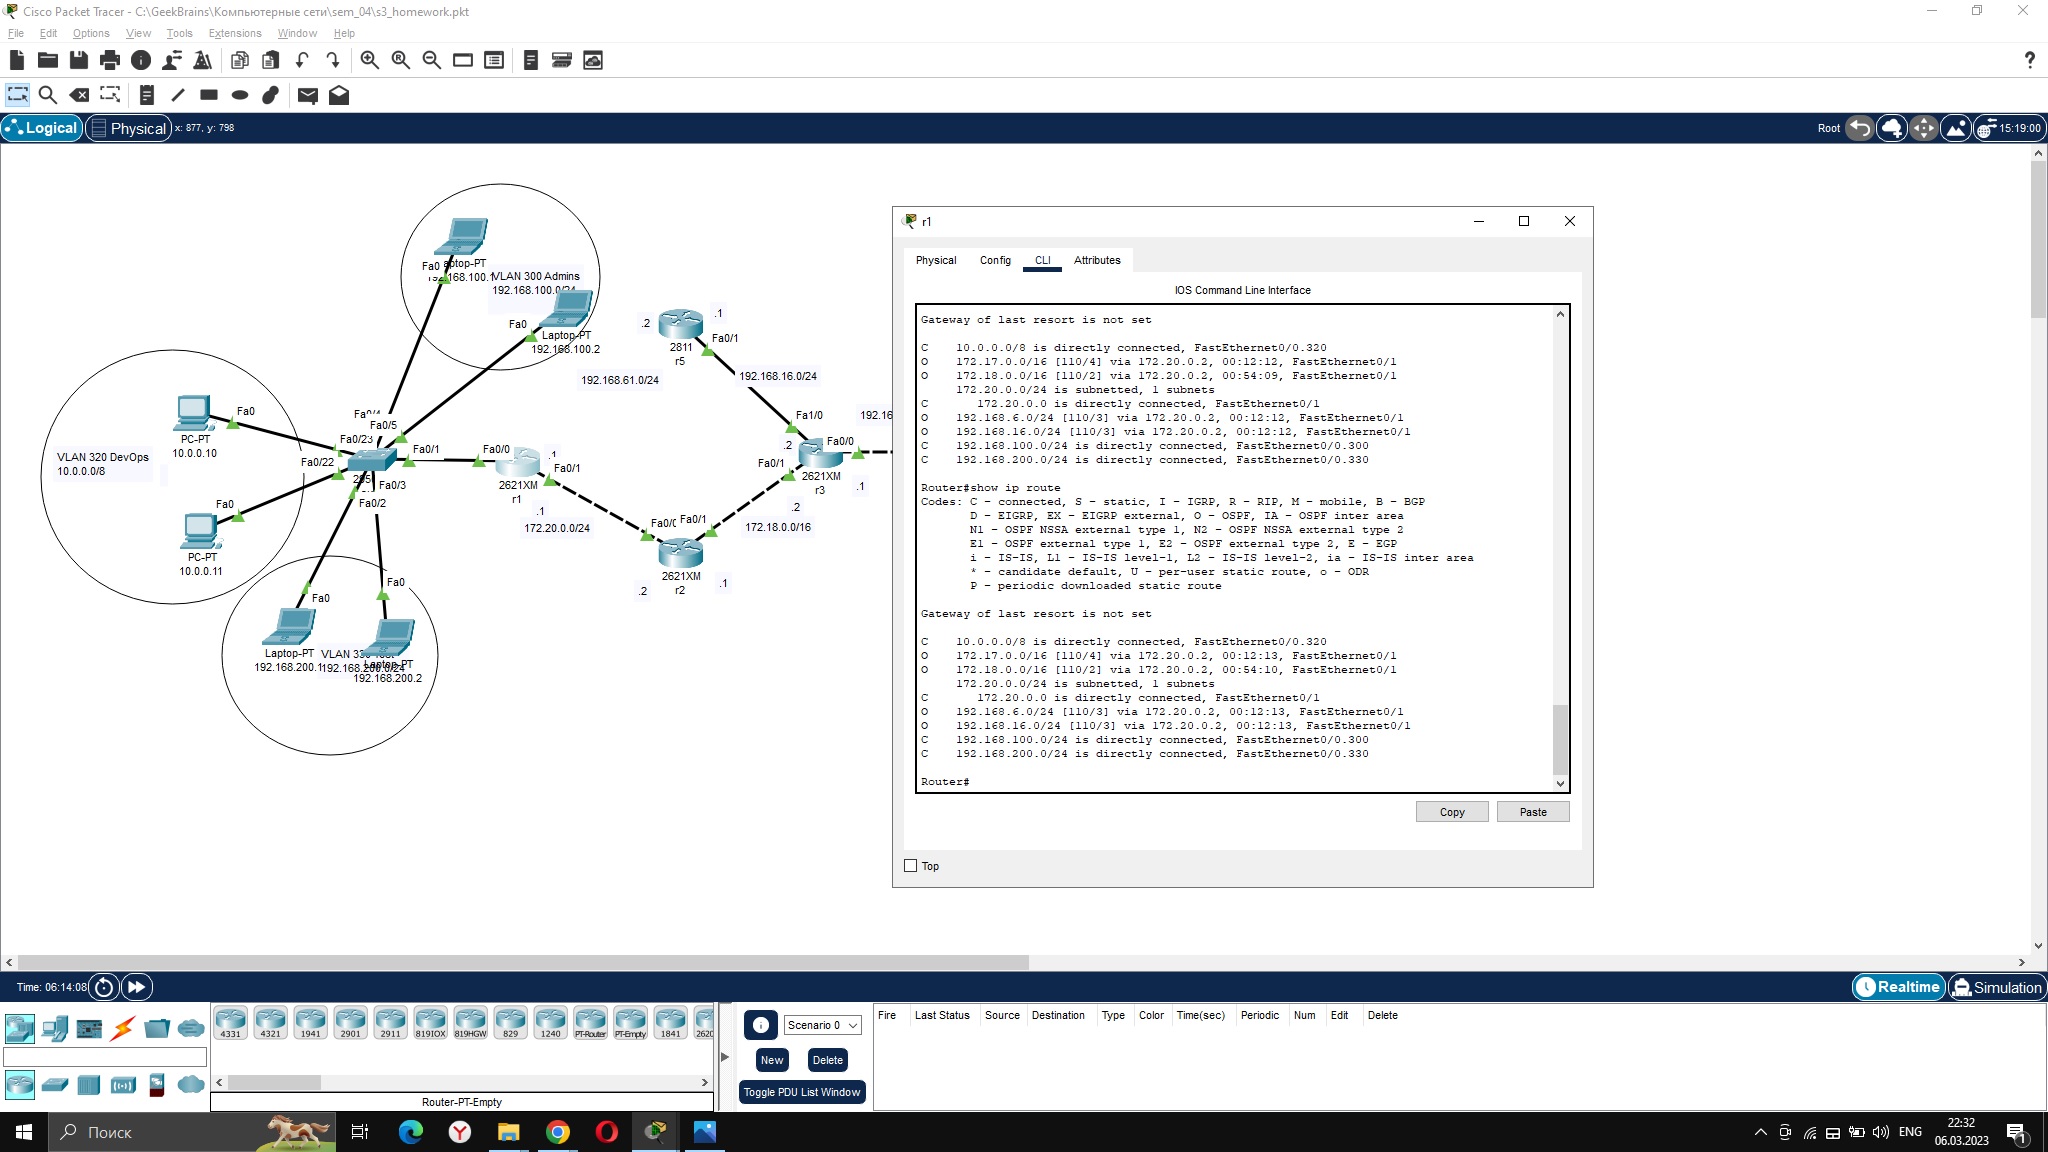 Cisco Packet Tracer - C:\GeekBrains\Компьютерные сети\sem_04\s3_homework.pkt
File Edit Options View Tools Extensions Window Help
Logical Physical x: 877, y: 798 Root 15:19:00
VLAN 300 Admins
192.168.100.0/24
Fa0
Fa0
Laptop-PT
192.168.100.2
.2
.1
Fa0/1
2811
r5
192.168.61.0/24
192.168.16.0/24
Fa1/0
192.16
Fa0
PC-PT
10.0.0.10
VLAN 320 DevOps
10.0.0.0/8
Fa0
PC-PT
10.0.0.11
Fa0/5
Fa0/23
Fa0/22
Fa0/1
Fa0/3
Fa0/2
Fa0/0
.1
Fa0/1
2621XM
r1
.1
172.20.0.0/24
.2
Fa0/0
Fa0/1
2621XM
r3
.1
.2
172.18.0.0/16
Fa0/1
2621XM
r2
.2
.1
Fa0
Fa0
Laptop-PT
192.168.200.1
192.168.200.2
r1
Physical Config CLI Attributes
IOS Command Line Interface
Gateway of last resort is not set
C 10.0.0.0/8 is directly connected, FastEthernet0/0.320
O 172.17.0.0/16 [110/4] via 172.20.0.2, 00:12:12, FastEthernet0/1
O 172.18.0.0/16 [110/2] via 172.20.0.2, 00:54:09, FastEthernet0/1
172.20.0.0/24 is subnetted, 1 subnets
C 172.20.0.0 is directly connected, FastEthernet0/1
O 192.168.6.0/24 [110/3] via 172.20.0.2, 00:12:12, FastEthernet0/1
O 192.168.16.0/24 [110/3] via 172.20.0.2, 00:12:12, FastEthernet0/1
C 192.168.100.0/24 is directly connected, FastEthernet0/0.300
C 192.168.200.0/24 is directly connected, FastEthernet0/0.330
Router#show ip route
Codes: C - connected, S - static, I - IGRP, R - RIP, M - mobile, B - BGP
D - EIGRP, EX - EIGRP external, O - OSPF, IA - OSPF inter area
N1 - OSPF NSSA external type 1, N2 - OSPF NSSA external type 2
E1 - OSPF external type 1, E2 - OSPF external type 2, E - EGP
i - IS-IS, L1 - IS-IS level-1, L2 - IS-IS level-2, ia - IS-IS inter area
* - candidate default, U - per-user static route, o - ODR
P - periodic downloaded static route
Gateway of last resort is not set
C 10.0.0.0/8 is directly connected, FastEthernet0/0.320
O 172.17.0.0/16 [110/4] via 172.20.0.2, 00:12:13, FastEthernet0/1
O 172.18.0.0/16 [110/2] via 172.20.0.2, 00:54:10, FastEthernet0/1
172.20.0.0/24 is subnetted, 1 subnets
C 172.20.0.0 is directly connected, FastEthernet0/1
O 192.168.6.0/24 [110/3] via 172.20.0.2, 00:12:13, FastEthernet0/1
O 192.168.16.0/24 [110/3] via 172.20.0.2, 00:12:13, FastEthernet0/1
C 192.168.100.0/24 is directly connected, FastEthernet0/0.300
C 192.168.200.0/24 is directly connected, FastEthernet0/0.330
Router#
Copy Paste
Top
Time: 06:14:08 Realtime Simulation
4331 4321 1941 2901 2911 819IOX 819HGW 829 1240 PT-Router PT-Empty 1841
Router-PT-Empty
Scenario 0
New Delete
Toggle PDU List Window
Fire Last Status Source Destination Type Color Time(sec) Periodic Num Edit Delete
Поиск
ENG 22:32
06.03.2023
1